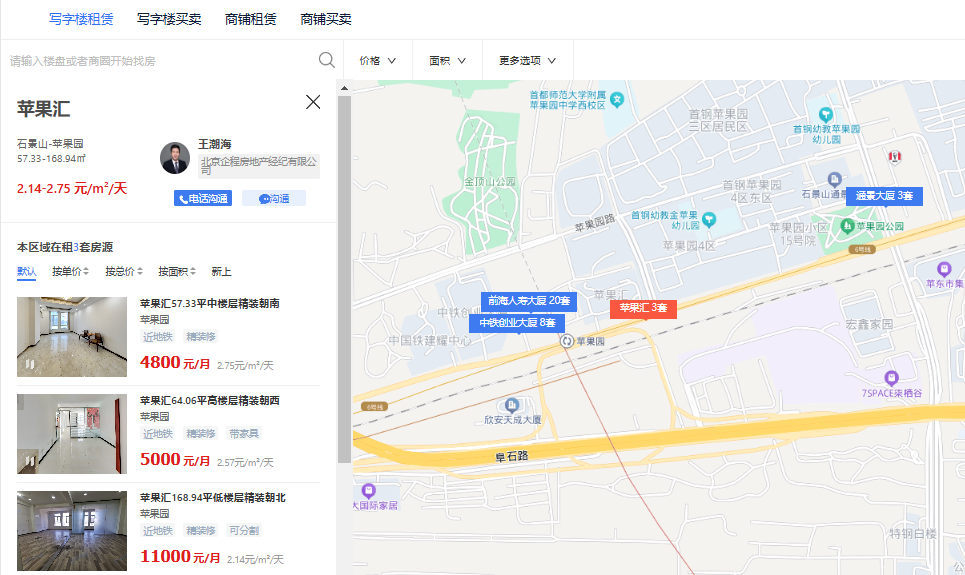 写字楼租赁 写字楼买卖 商铺租赁 商铺买卖
请输入楼盘或者商圈开始找房
价格 面积 更多选项
苹果汇
石景山-苹果园
57.33-168.94㎡
2.14-2.75 元/m²/天
王潮海
北京企程房地产经纪有限公司
电话沟通 沟通
本区域在租3套房源
默认 按单价 按总价 按面积 新上
苹果汇57.33平中楼层精装朝南
苹果园
近地铁 精装修
4800 元/月 2.75元/m²/天
苹果汇64.06平高楼层精装朝西
苹果园
近地铁 精装修 带家具
5000 元/月 2.57元/m²/天
苹果汇168.94平低楼层精装朝北
苹果园
近地铁 精装修 可分割
11000 元/月 2.14元/m²/天
首都师范大学附属
苹果园中学西校区
首钢苹果园
三区居民区
首钢幼教苹果园
幼儿园
金顶山公园
首钢苹果园
4区东区
石景山通景
通景大厦 3套
苹果园路
首钢幼教金苹果
幼儿园
苹果园4区
苹果园小区
15号院
苹果园公园
6号线
华东市集
前海人寿大厦 20套
苹果汇
苹果汇 3套
中铁创业
中铁创业大厦 8套
中国铁建耀中心
苹果园
宏鑫家园
7SPACE柒栖谷
6号线
欣安天成大厦
阜石路
大国际家居
特钢白楼